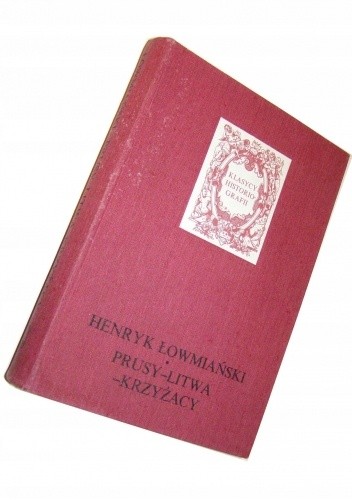 KLASYCY
HISTORIO
GRAFII
HENRYK ŁOWMIAŃSKI
•
PRUSY-LITWA
-KRZYŻACY